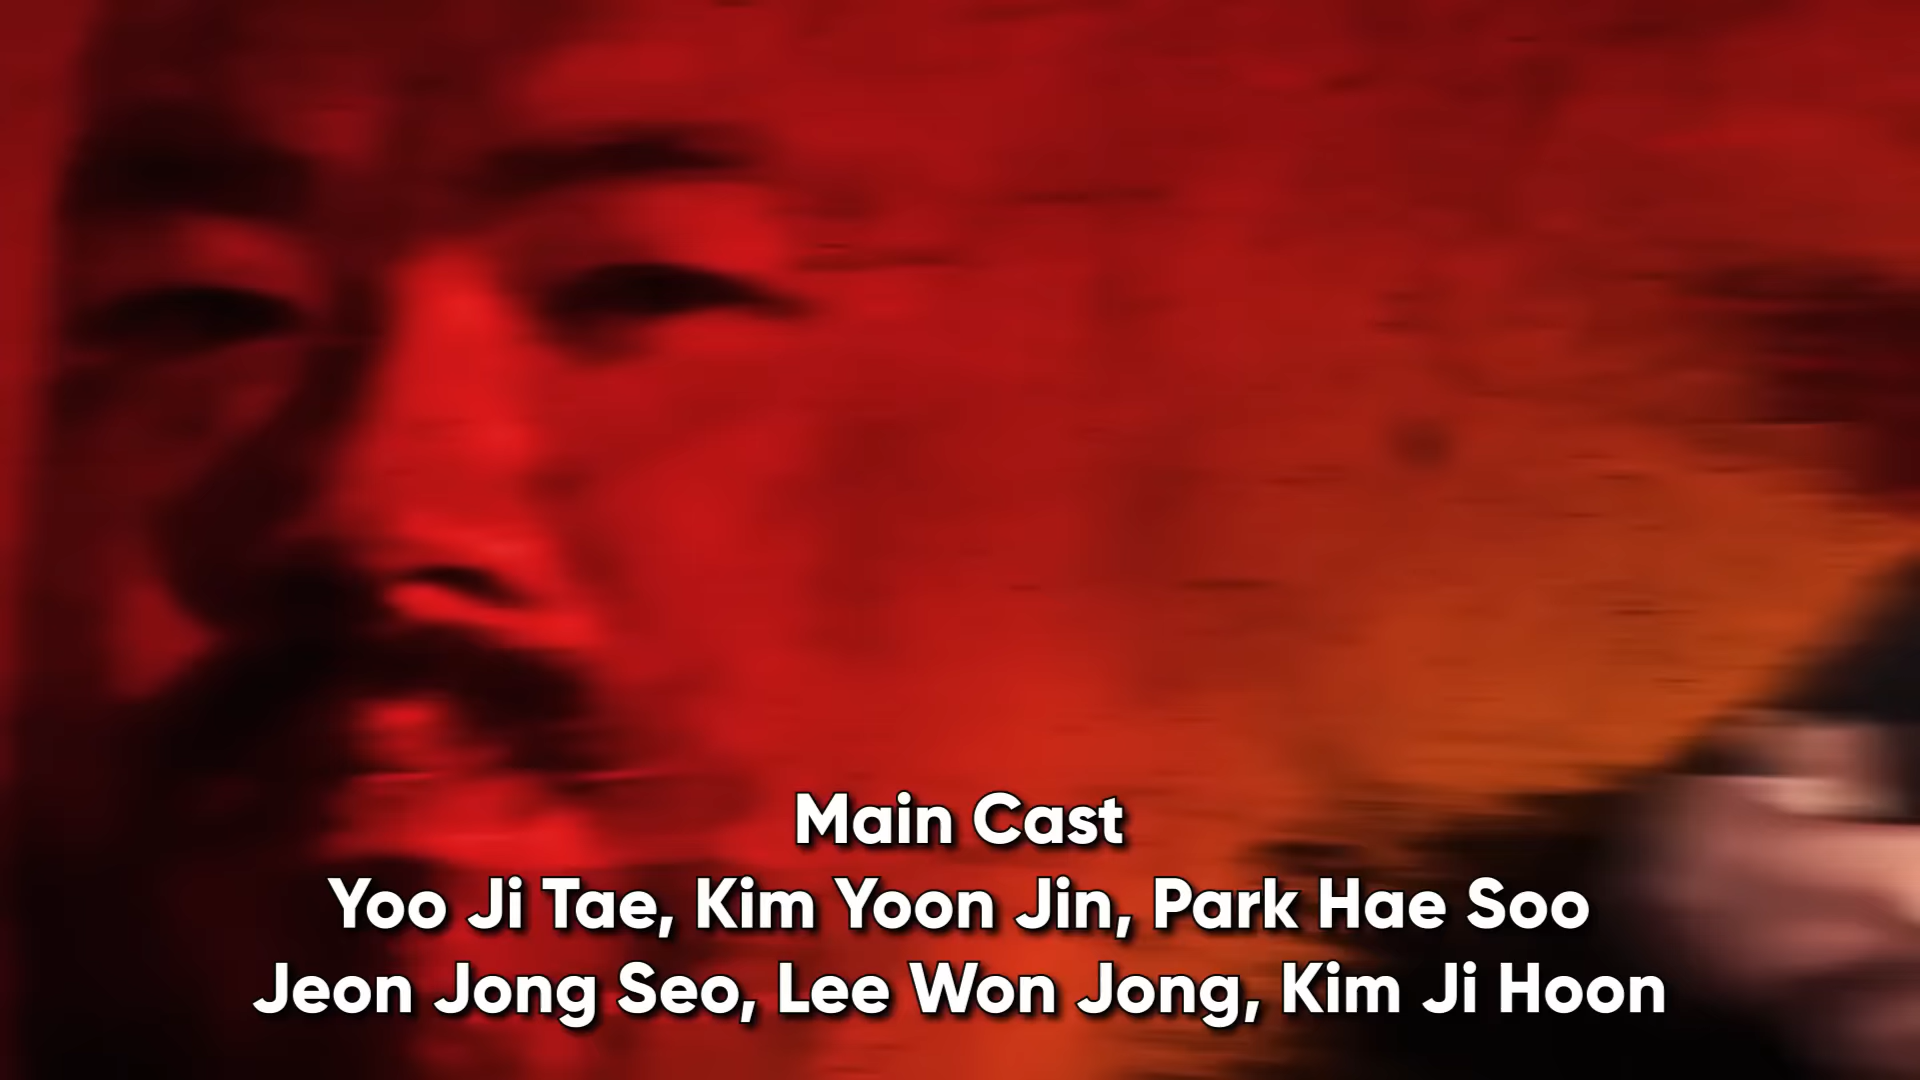 Main Cast
Yoo Ji Tae, Kim Yoon Jin, Park Hae Soo
Jeon Jong Seo, Lee Won Jong, Kim Ji Hoon